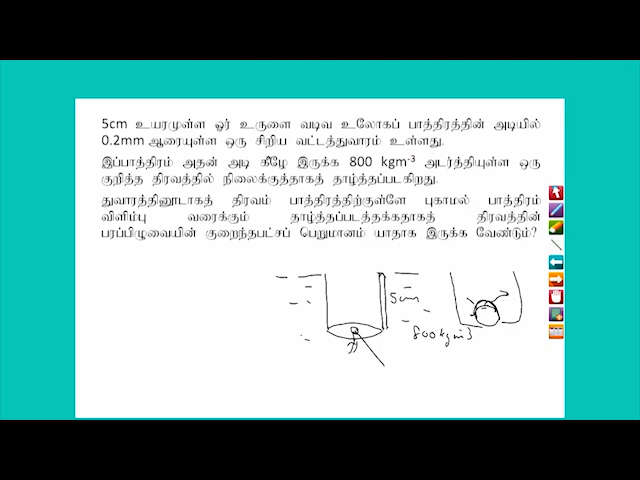 5cm உயரமுள்ள ஓர் உருளை வடிவ உலோகப் பாத்திரத்தின் அடியில்
0.2mm ஆரையுள்ள ஒரு சிறிய வட்டத்துவாரம் உள்ளது.
இப்பாத்திரம் அதன் அடி கீழே இருக்க 800 kgm-3 அடர்த்தியுள்ள ஒரு
குறித்த திரவத்தில் நிலைக்குத்தாகத் தாழ்த்தப்படகிறது.
துவாரத்தினூடாகத் திரவம் பாத்திரத்திற்குள்ளே புகாமல் பாத்திரம்
விளிம்பு வரைக்கும் தாழ்த்தப்படத்தக்கதாகத் திரவத்தின்
பரப்பிழுவையின் குறைந்தபட்சப் பெறுமானம் யாதாக இருக்க வேண்டும்?
5cm
800kgm-3